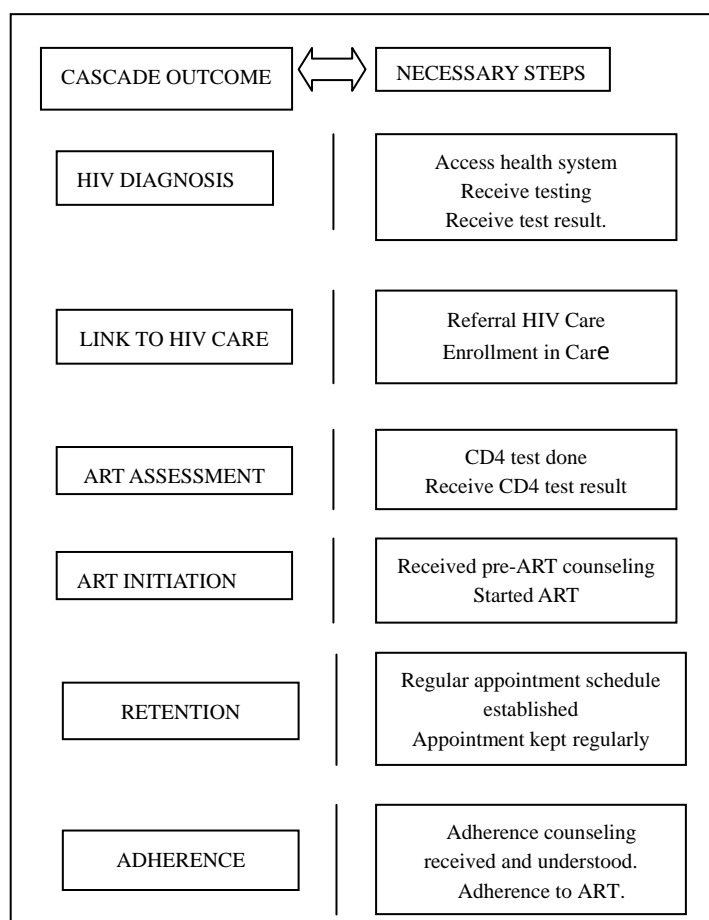 CASCADE OUTCOME
NECESSARY STEPS
HIV DIAGNOSIS
Access health system
Receive testing
Receive test result.
LINK TO HIV CARE
Referral HIV Care
Enrollment in Care
ART ASSESSMENT
CD4 test done
Receive CD4 test result
ART INITIATION
Received pre-ART counseling
Started ART
RETENTION
Regular appointment schedule
established
Appointment kept regularly
ADHERENCE
Adherence counseling
received and understood.
Adherence to ART.